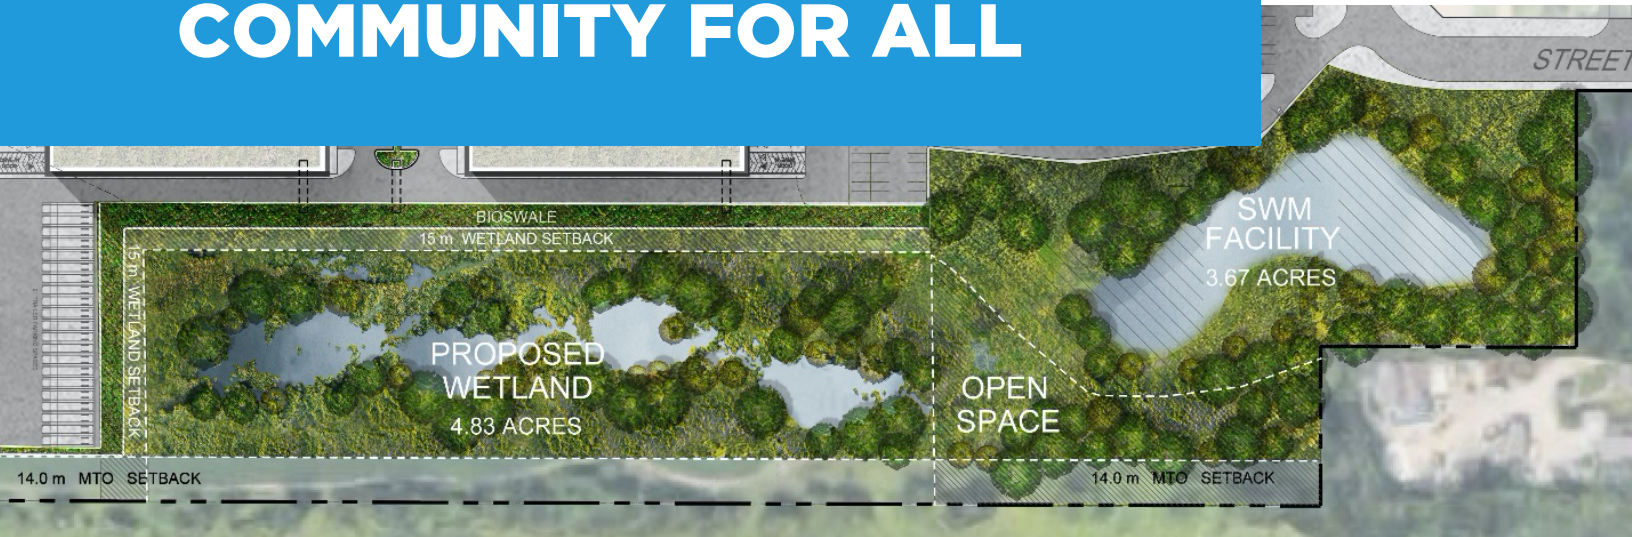 COMMUNITY FOR ALL
STREET
BIOSWALE
15 m WETLAND SETBACK
15 m WETLAND SETBACK
SWM
FACILITY
3.67 ACRES
PROPOSED
WETLAND
4.83 ACRES
OPEN
SPACE
14.0 m MTO SETBACK
14.0 m MTO SETBACK